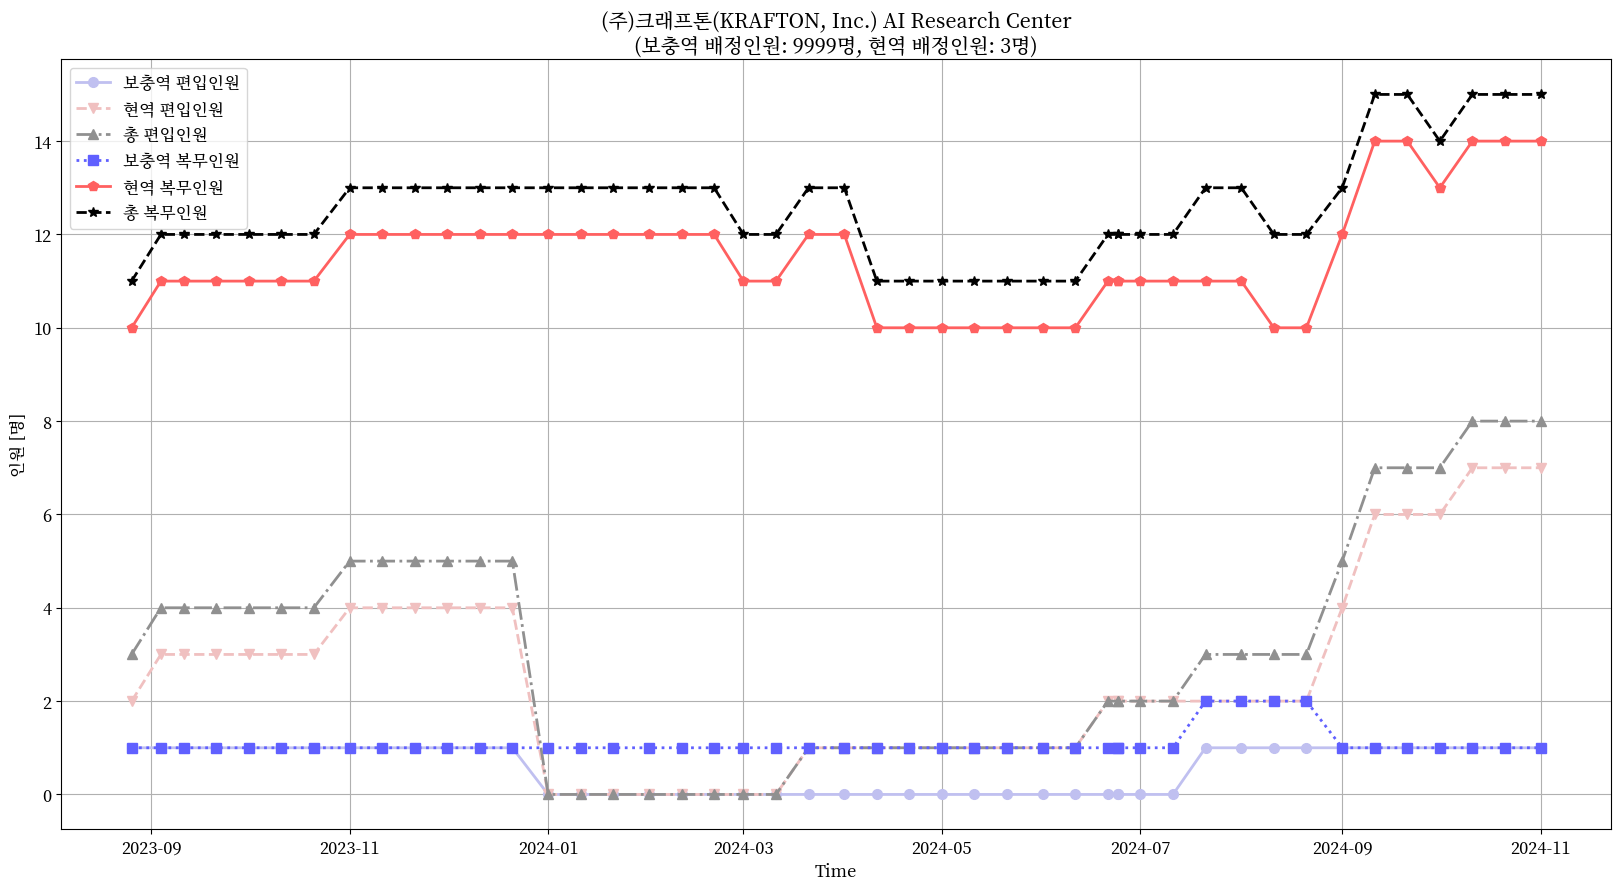 (주)크래프톤(KRAFTON, Inc.) AI Research Center
(보충역 배정인원: 9999명, 현역 배정인원: 3명)
보충역 편입인원
현역 편입인원
총 편입인원
보충역 복무인원
현역 복무인원
총 복무인원
14
12
10
8
6
4
2
0
인원 [명]
2023-09 2023-11 2024-01 2024-03 2024-05 2024-07 2024-09 2024-11
Time